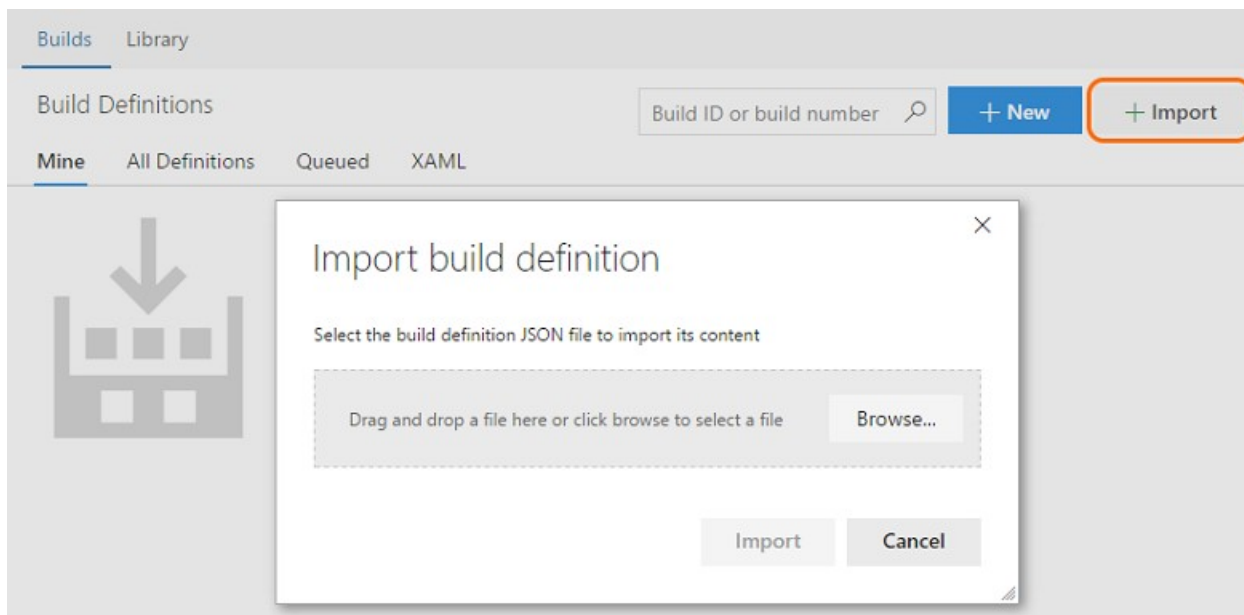 Builds Library
Build Definitions
Build ID or build number
+ New
+ Import
Mine All Definitions Queued XAML
Import build definition
Select the build definition JSON file to import its content
Drag and drop a file here or click browse to select a file
Browse...
Import
Cancel